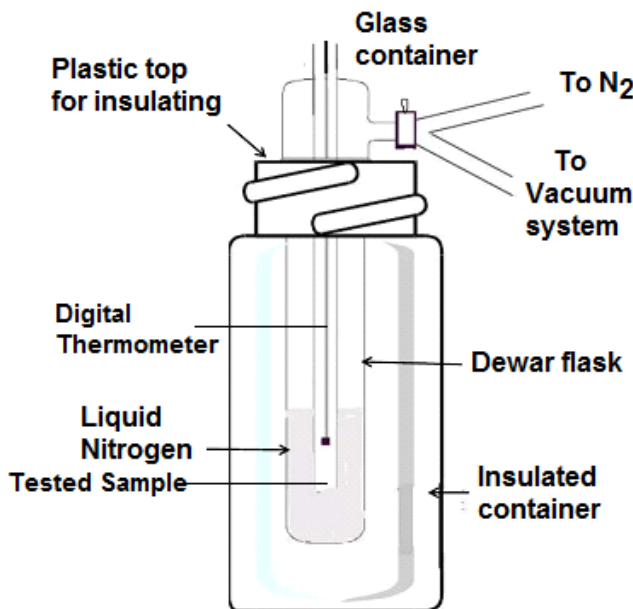 Glass
container
Plastic top
for insulating
To N2
To
Vacuum
system
Digital
Thermometer
Dewar flask
Liquid
Nitrogen
Tested Sample
Insulated
container